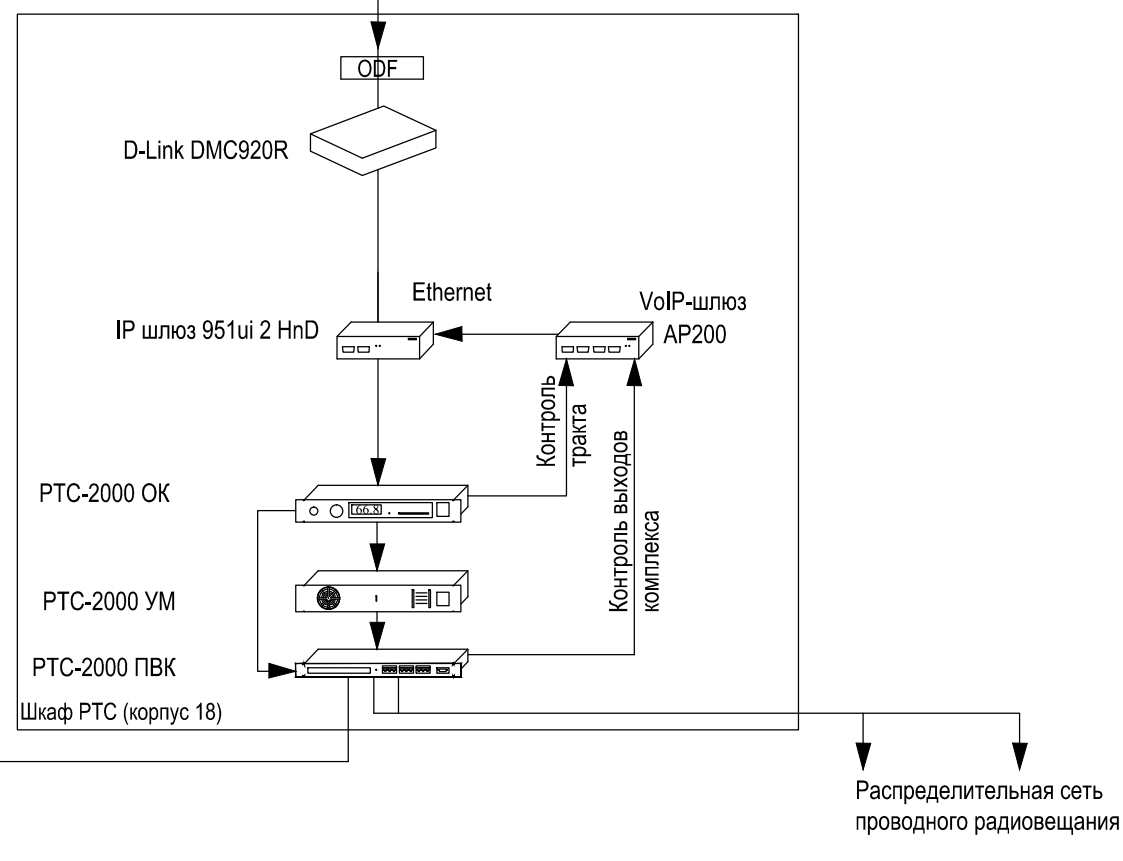 ODF
D-Link DMC920R
Ethernet
VoIP-шлюз
AP200
IP шлюз 951ui 2 HnD
Контроль
тракта
Контроль выходов
комплекса
РТС-2000 ОК
66.8
РТС-2000 УМ
РТС-2000 ПВК
Шкаф РТС (корпус 18)
Распределительная сеть
проводного радиовещания